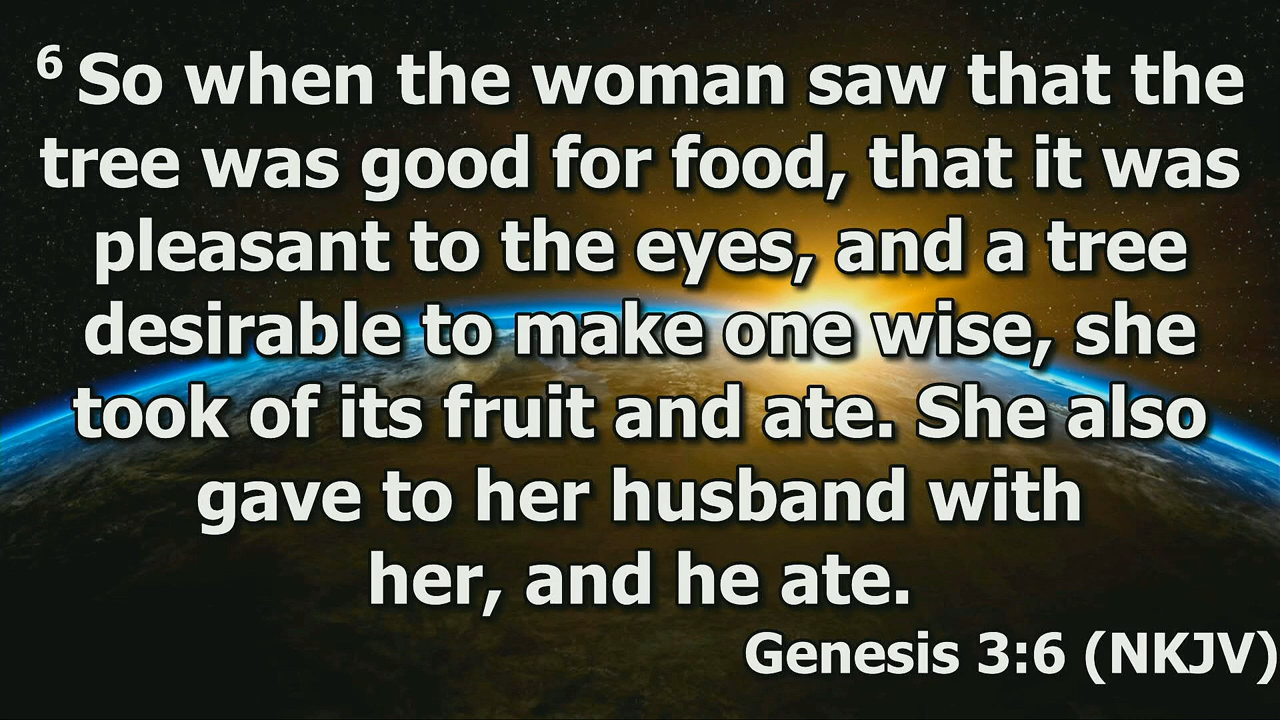 6 So when the woman saw that the
tree was good for food, that it was
pleasant to the eyes, and a tree
desirable to make one wise, she
took of its fruit and ate. She also
gave to her husband with
her, and he ate.
Genesis 3:6 (NKJV)